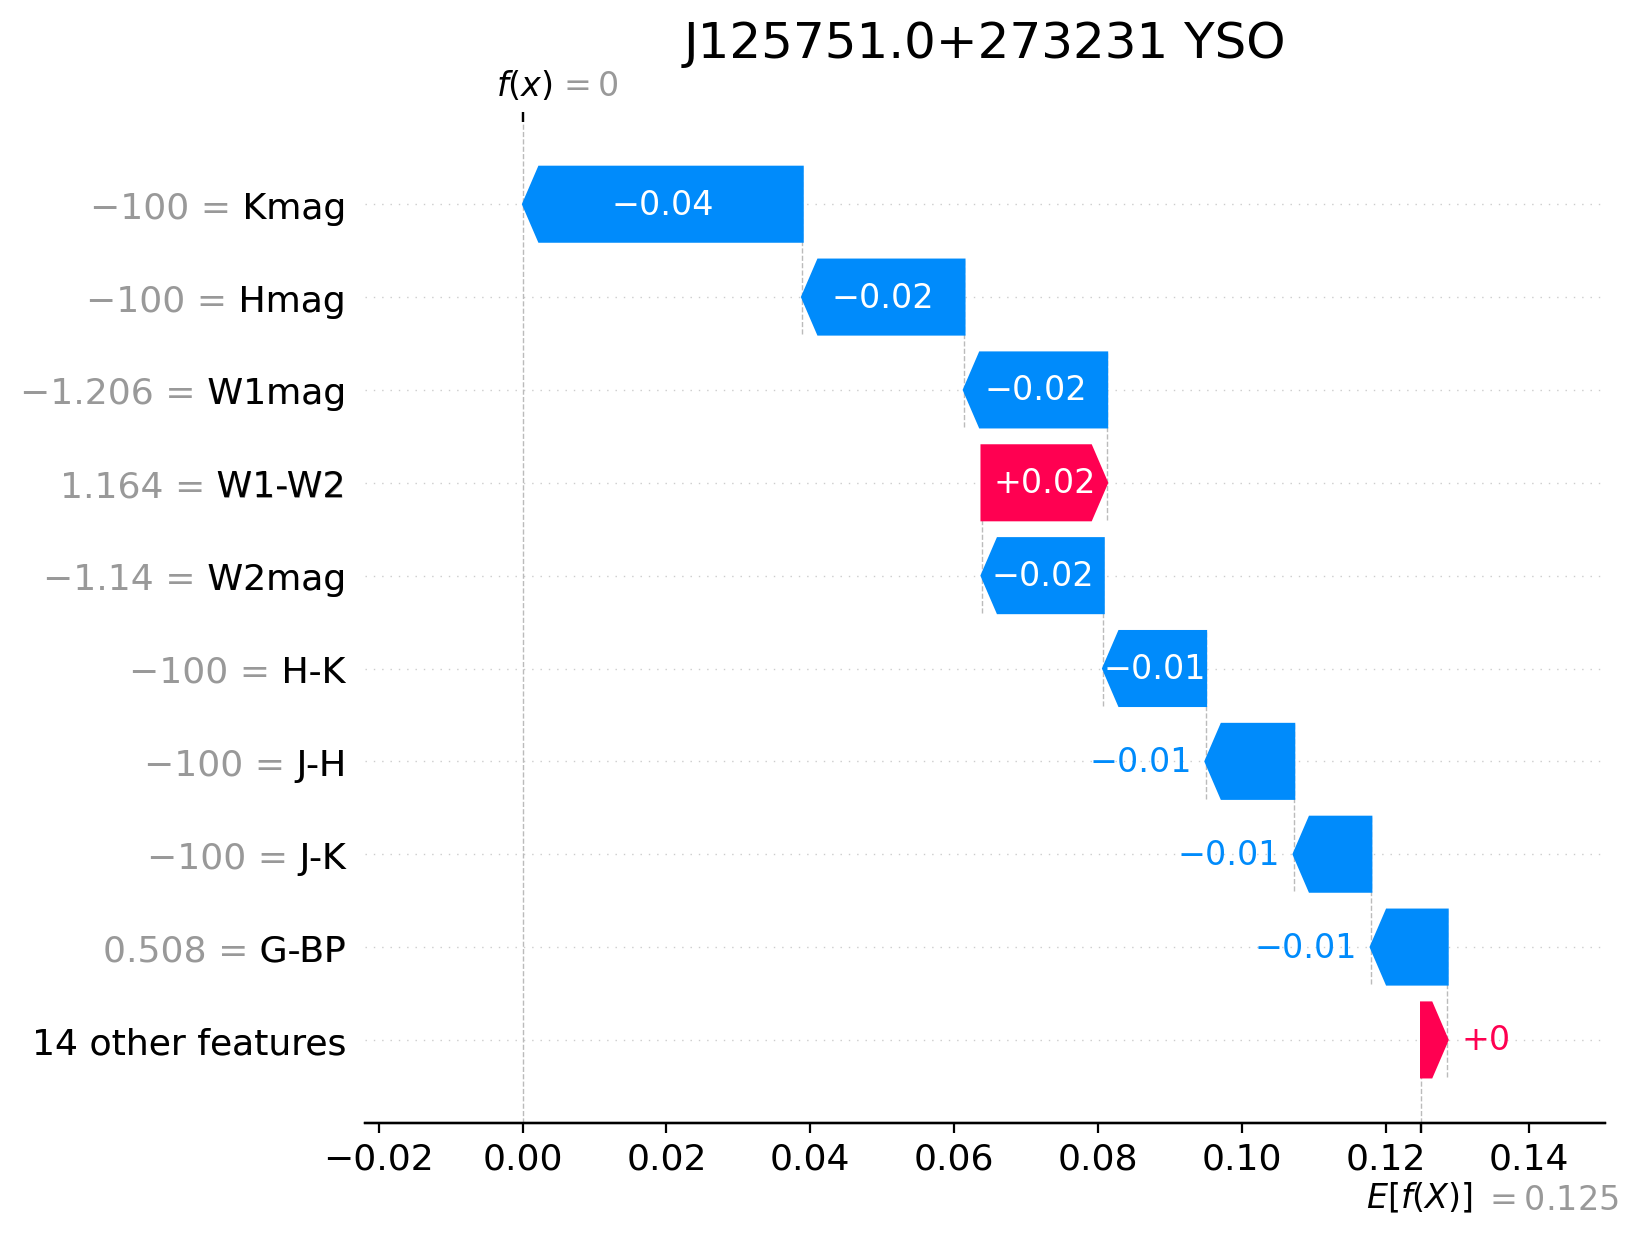 J125751.0+273231 YSO
f(x) = 0
−100 = Kmag
−0.04
−100 = Hmag
−0.02
−1.206 = W1mag
−0.02
1.164 = W1-W2
+0.02
−1.14 = W2mag
−0.02
−100 = H-K
−0.01
−100 = J-H
−0.01
−100 = J-K
−0.01
0.508 = G-BP
−0.01
14 other features
+0
−0.02 0.00 0.02 0.04 0.06 0.08 0.10 0.12 0.14
E[f(X)] = 0.125